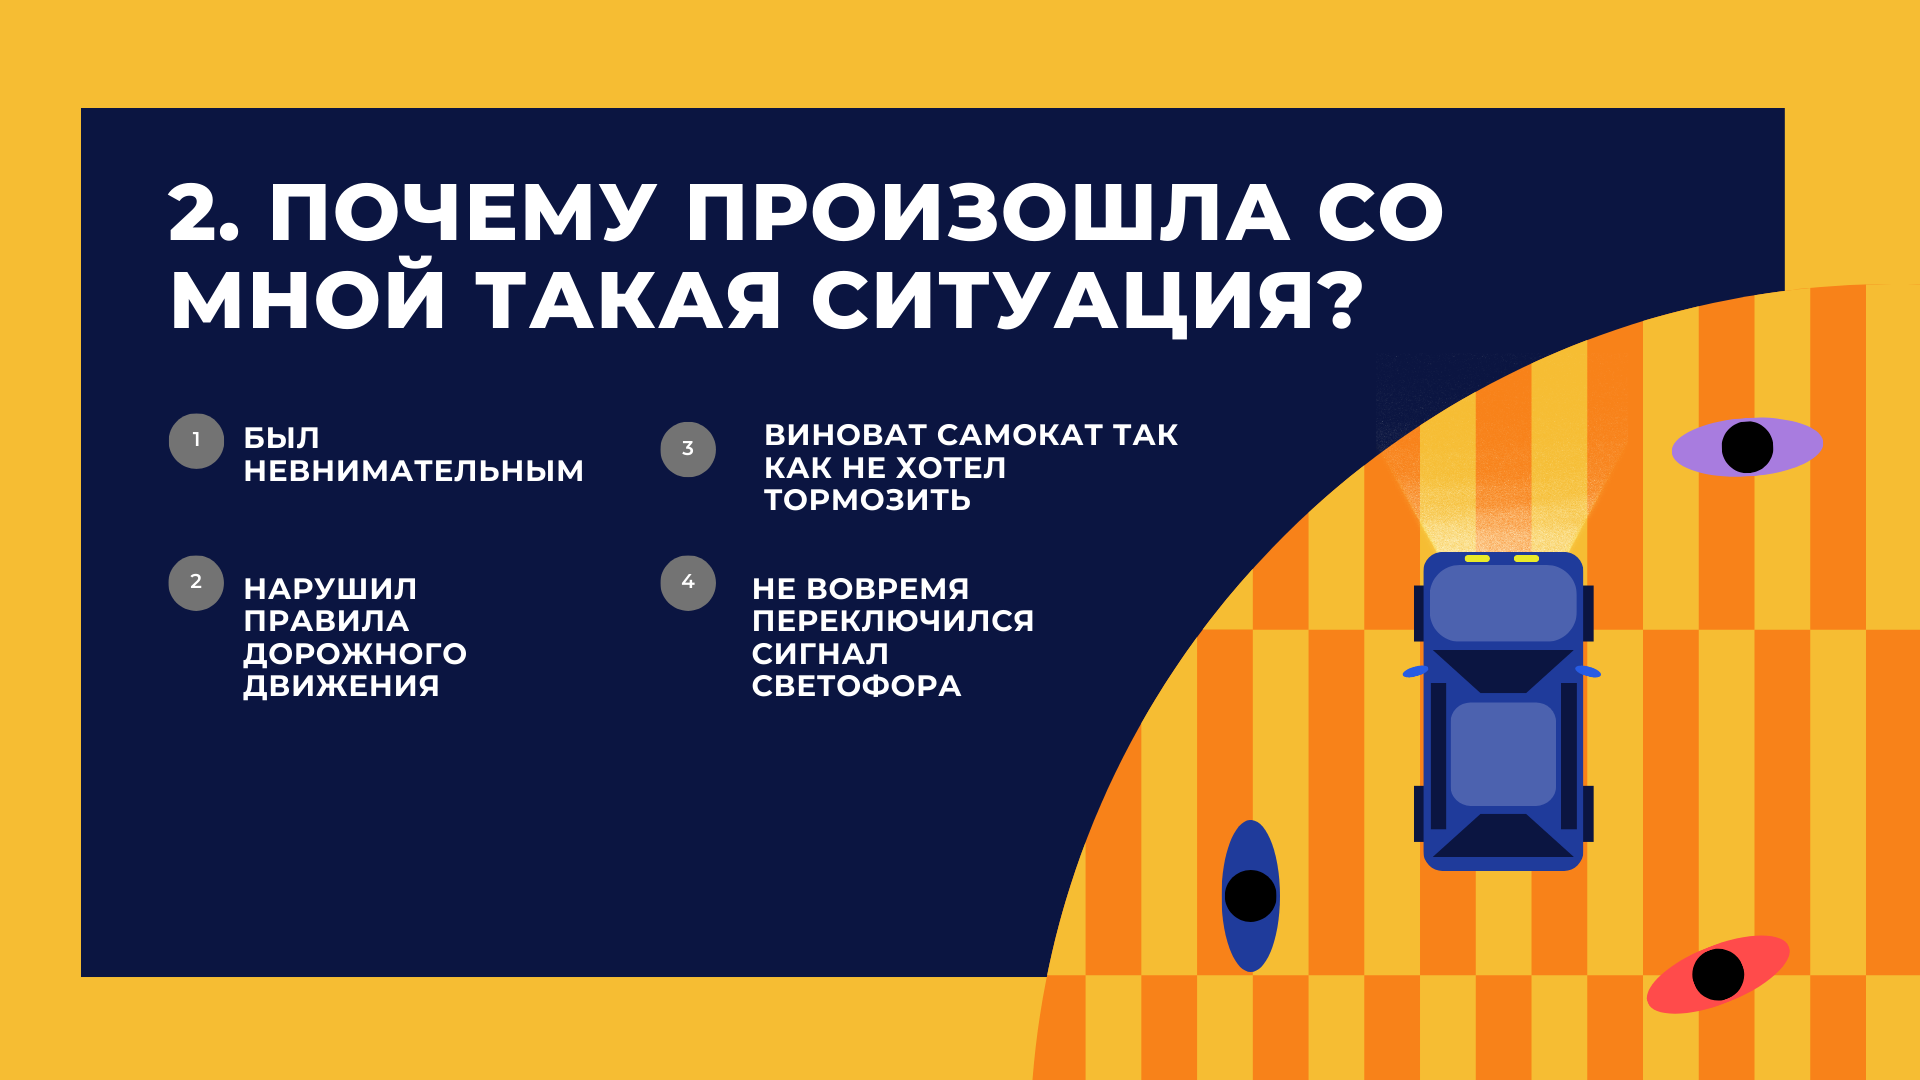 2. ПОЧЕМУ ПРОИЗОШЛА СО
МНОЙ ТАКАЯ СИТУАЦИЯ?
1
БЫЛ
НЕВНИМАТЕЛЬНЫМ
2
НАРУШИЛ
ПРАВИЛА
ДОРОЖНОГО
ДВИЖЕНИЯ
3
ВИНОВАТ САМОКАТ ТАК
КАК НЕ ХОТЕЛ
ТОРМОЗИТЬ
4
НЕ ВОВРЕМЯ
ПЕРЕКЛЮЧИЛСЯ
СИГНАЛ
СВЕТОФОРА